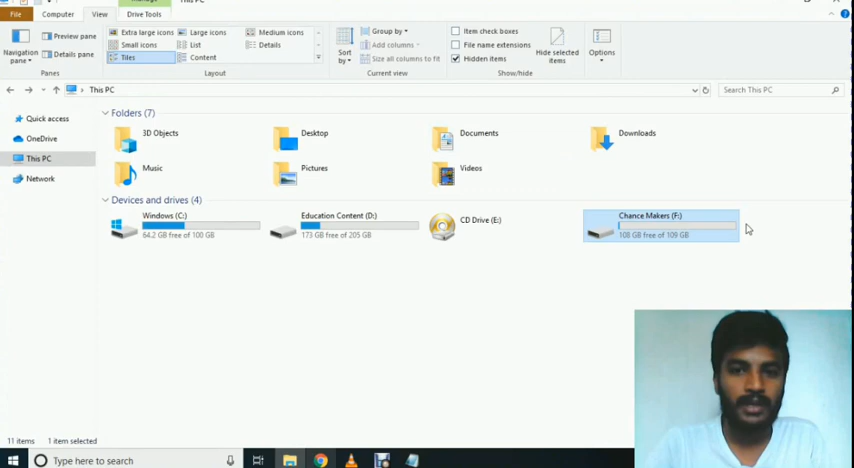 This PC
File Computer View Drive Tools
Navigation pane
Preview pane
Details pane
Panes
Extra large icons Large icons Medium icons
Small icons List Details
Tiles Content
Layout
Sort by
Group by
Add columns
Size all columns to fit
Current view
Item check boxes
File name extensions
Hidden items
Hide selected items
Show/hide
Options
This PC
Search This PC
Quick access
OneDrive
This PC
Network
Folders (7)
3D Objects Desktop Documents Downloads
Music Pictures Videos
Devices and drives (4)
Windows (C:)
64.2 GB free of 100 GB
Education Content (D:)
173 GB free of 205 GB
CD Drive (E:)
Chance Makers (F:)
108 GB free of 109 GB
11 items 1 item selected
Type here to search